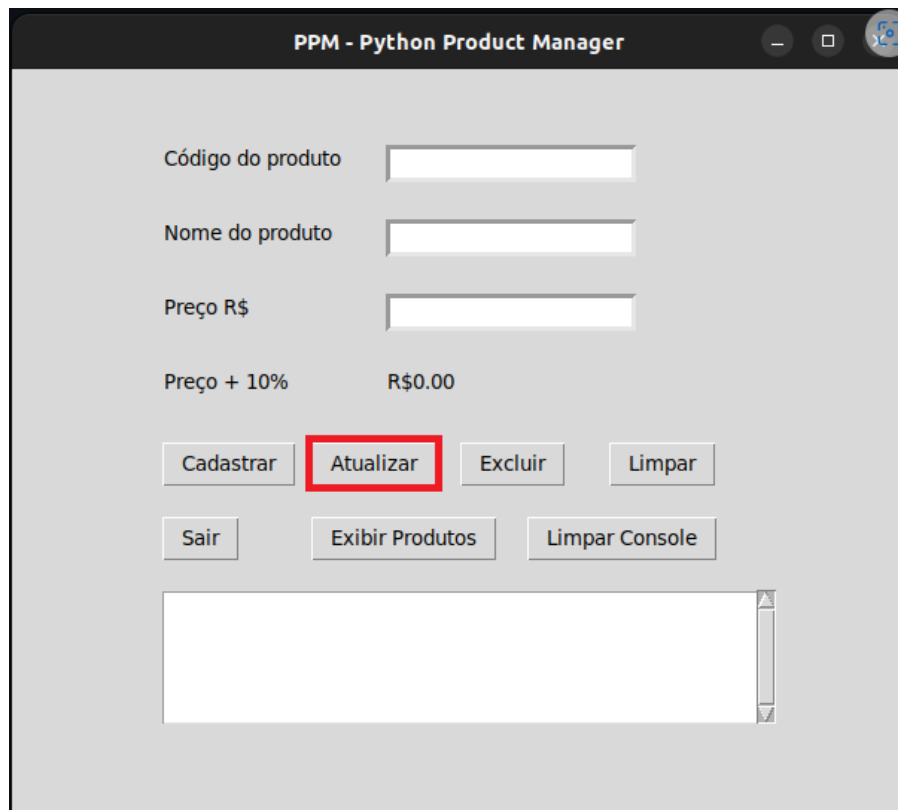 PPM - Python Product Manager
Código do produto
Nome do produto
Preço R$
Preço + 10% R$0.00
Cadastrar Atualizar Excluir Limpar
Sair Exibir Produtos Limpar Console